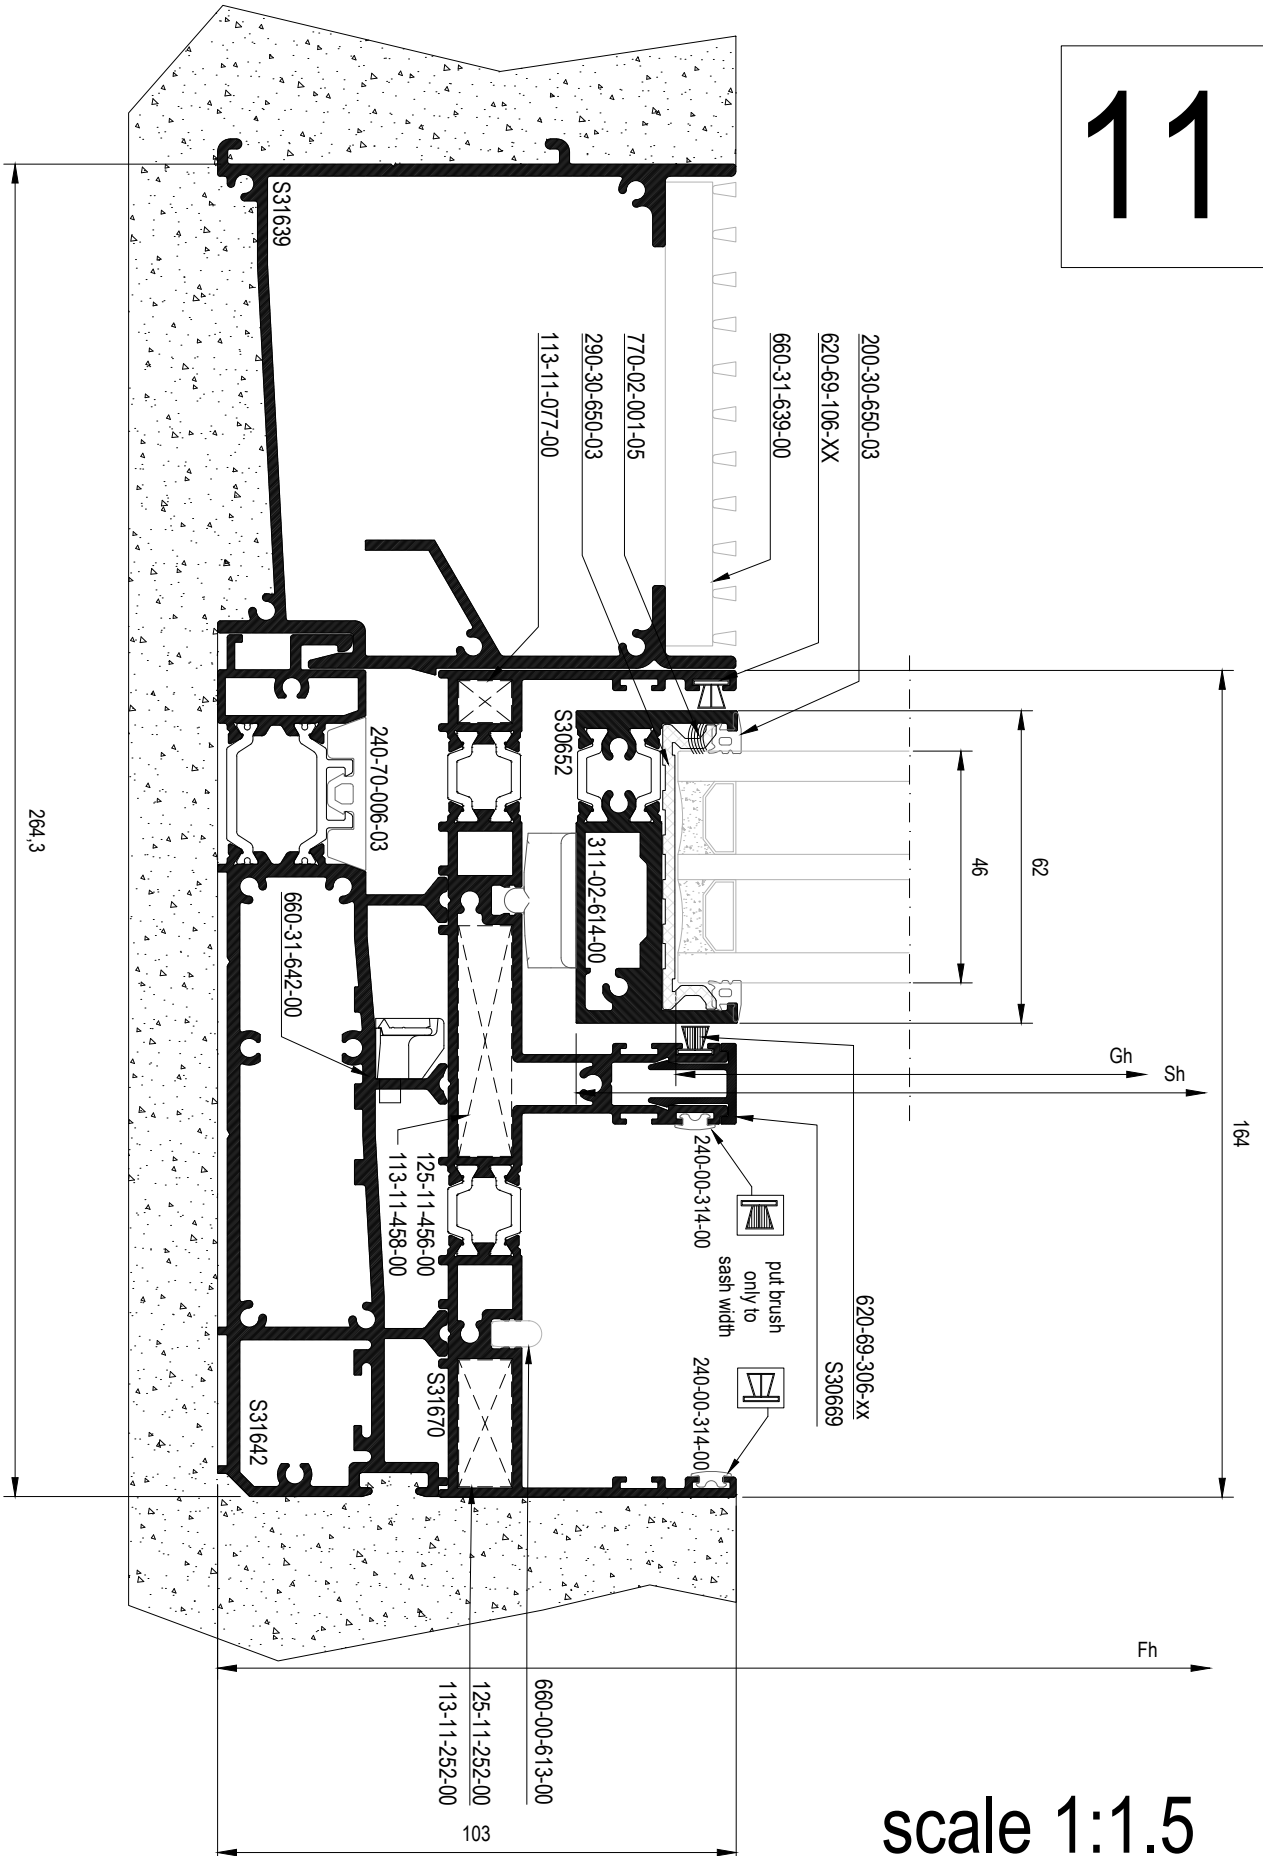 11
S31639
113-11-077-00
290-30-650-03
770-02-001-05
660-31-639-00
620-69-106-XX
200-30-650-03
264,3
240-70-006-03
S30652
311-02-614-00
46
62
660-31-642-00
Gh
Sh
164
125-11-456-00
113-11-458-00
240-00-314-00
put brush
only to
sash width
620-69-306-xx
S30669
240-00-314-00
S31642
S31670
Fh
660-00-613-00
125-11-252-00
113-11-252-00
103
scale 1:1.5